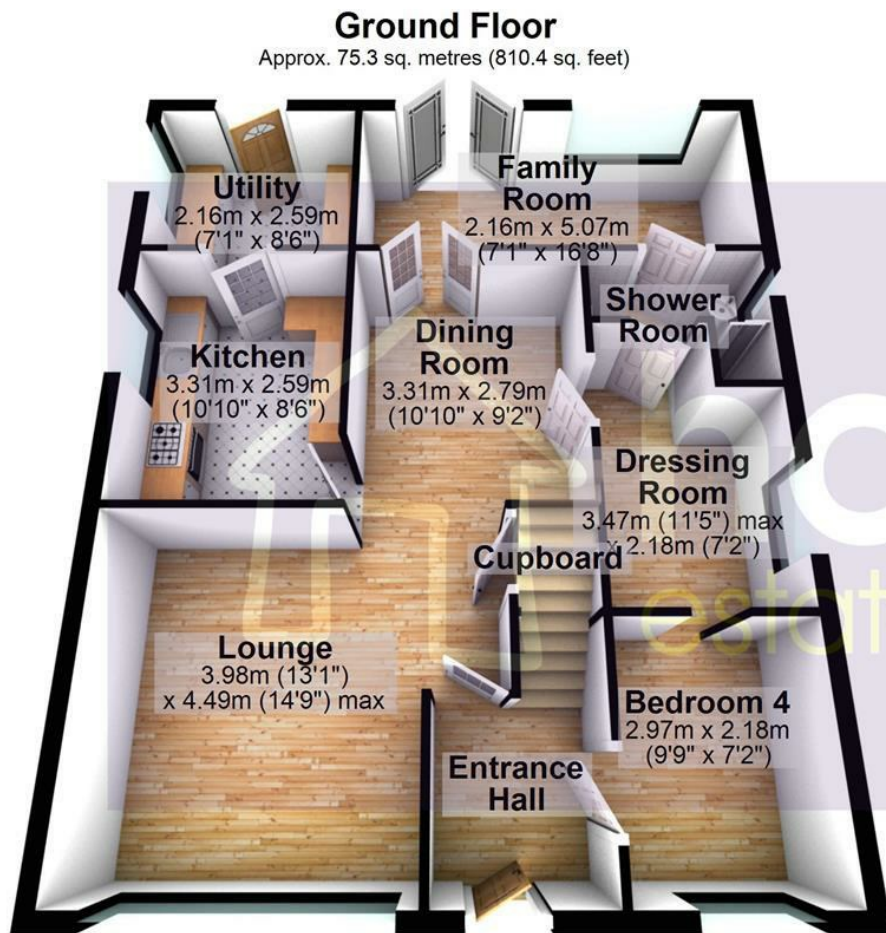 Ground Floor
Approx. 75.3 sq. metres (810.4 sq. feet)
Utility
2.16m x 2.59m
(7'1" x 8'6")
Family
Room
2.16m x 5.07m
(7'1" x 16'8")
Shower
Room
Kitchen
3.31m x 2.59m
(10'10" x 8'6")
Dining
Room
3.31m x 2.79m
(10'10" x 9'2")
Dressing
Room
3.47m (11'5") max
x 2.18m (7'2")
Cupboard
Lounge
3.98m (13'1")
x 4.49m (14'9") max
Bedroom 4
2.97m x 2.18m
(9'9" x 7'2")
Entrance
Hall